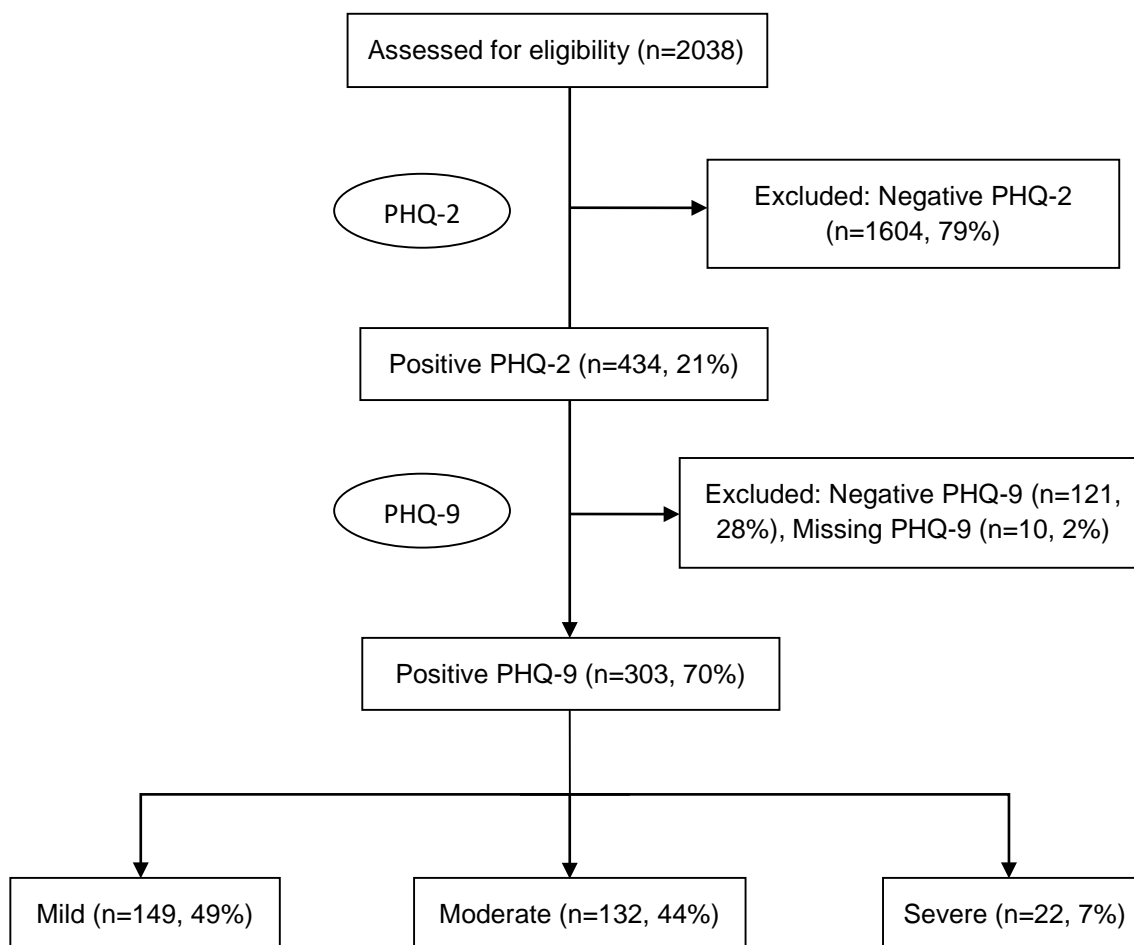 Assessed for eligibility (n=2038)
PHQ-2
Excluded: Negative PHQ-2
(n=1604, 79%)
Positive PHQ-2 (n=434, 21%)
PHQ-9
Excluded: Negative PHQ-9 (n=121,
28%), Missing PHQ-9 (n=10, 2%)
Positive PHQ-9 (n=303, 70%)
Mild (n=149, 49%)
Moderate (n=132, 44%)
Severe (n=22, 7%)